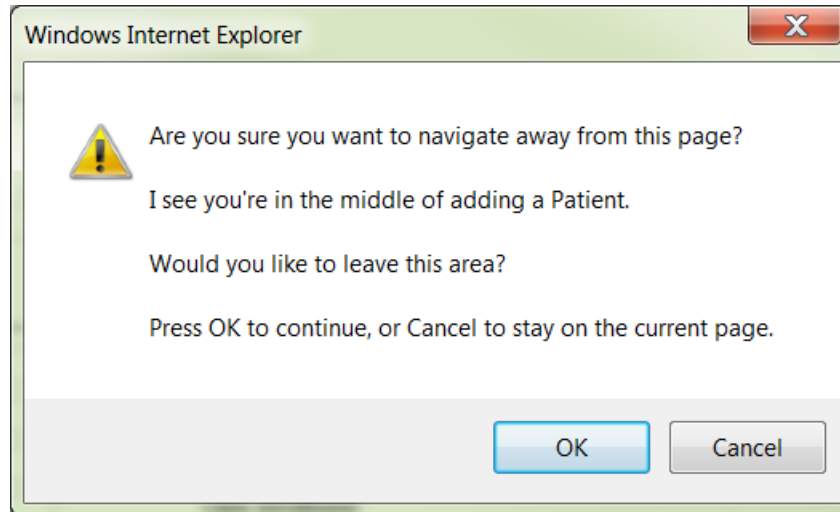 Windows Internet Explorer
Are you sure you want to navigate away from this page?
I see you're in the middle of adding a Patient.
Would you like to leave this area?
Press OK to continue, or Cancel to stay on the current page.
OK
Cancel